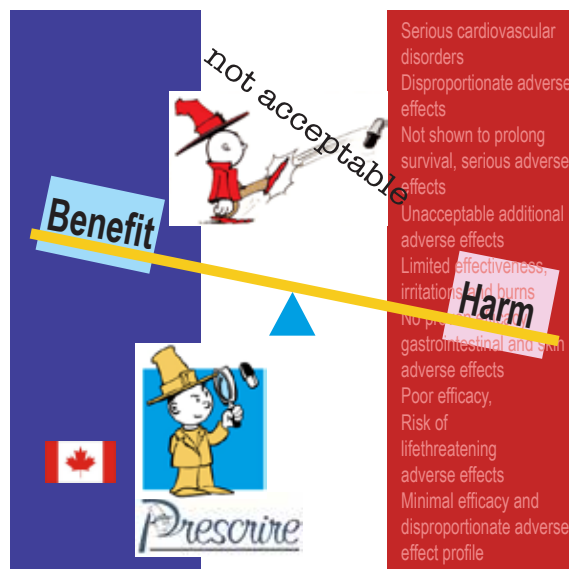 not acceptable
Benefit
Harm
Serious cardiovascular
disorders
Disproportionate adverse
effects
Not shown to prolong
survival, serious adverse
effects
Unacceptable additional
adverse effects
Limited effectiveness,
irritations and burns
No
gastrointestinal and skin
adverse effects
Poor efficacy,
Risk of
lifethreatening
adverse effects
Minimal efficacy and
disproportionate adverse
effect profile
Prescrire